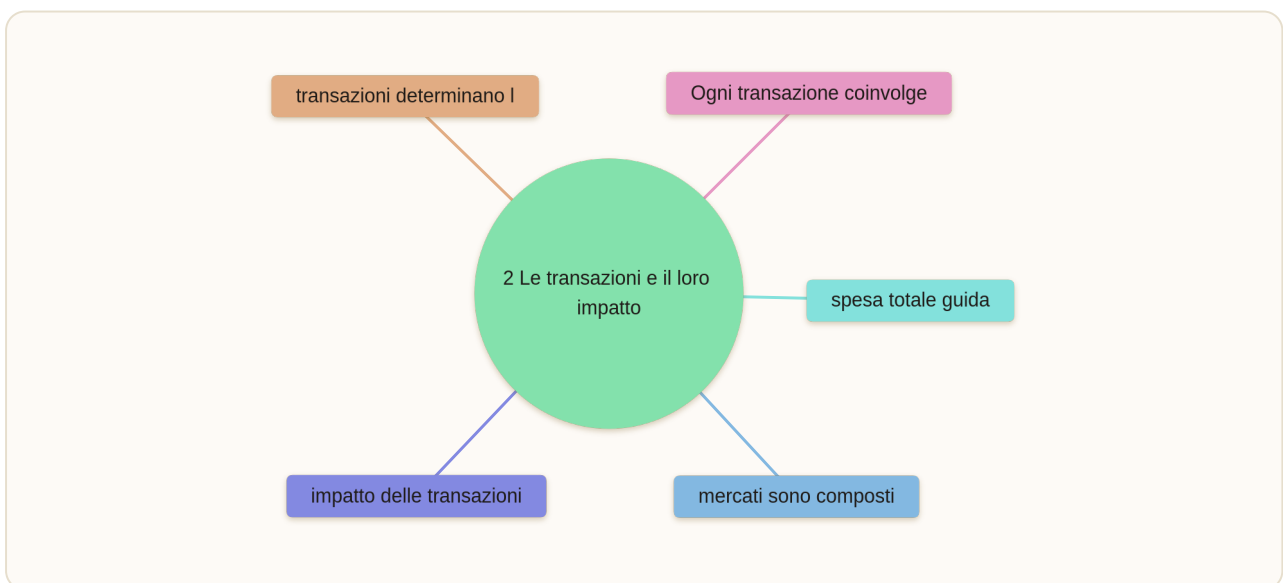 transazioni determinano l
Ogni transazione coinvolge
2 Le transazioni e il loro
impatto
spesa totale guida
impatto delle transazioni
mercati sono composti